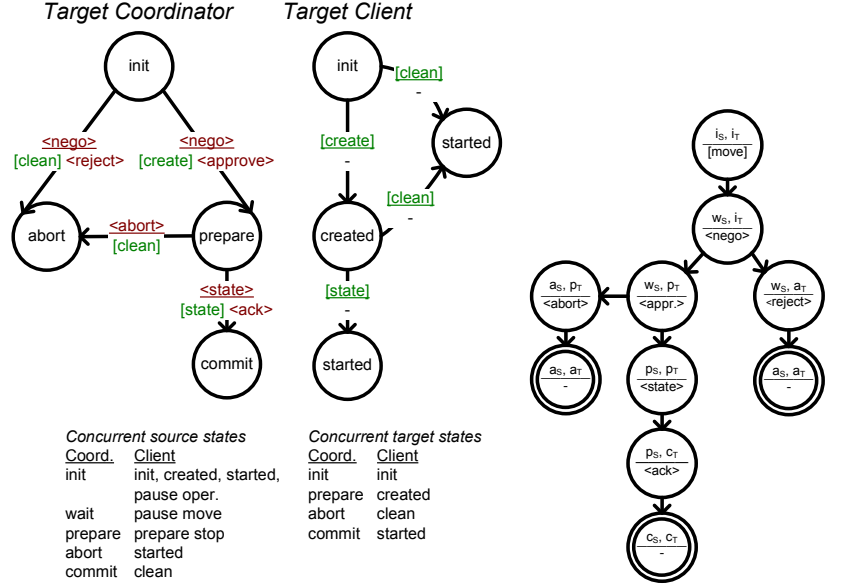 Target Coordinator
init
<nego>
[clean] <reject>
<nego>
[create] <approve>
abort
<abort>
[clean]
prepare
<state>
[state] <ack>
commit
Target Client
init
[clean]
-
[create]
-
started
[clean]
-
created
[state]
-
started
iS, iT
[move]
wS, iT
<nego>
aS, pT
<abort>
wS, pT
<appr.>
wS, aT
<reject>
aS, aT
-
pS, pT
<state>
aS, aT
-
pS, cT
<ack>
cS, cT
-
Concurrent source states
Coord. Client
init init, created, started,
pause oper.
wait pause move
prepare prepare stop
abort started
commit clean
Concurrent target states
Coord. Client
init init
prepare created
abort clean
commit started